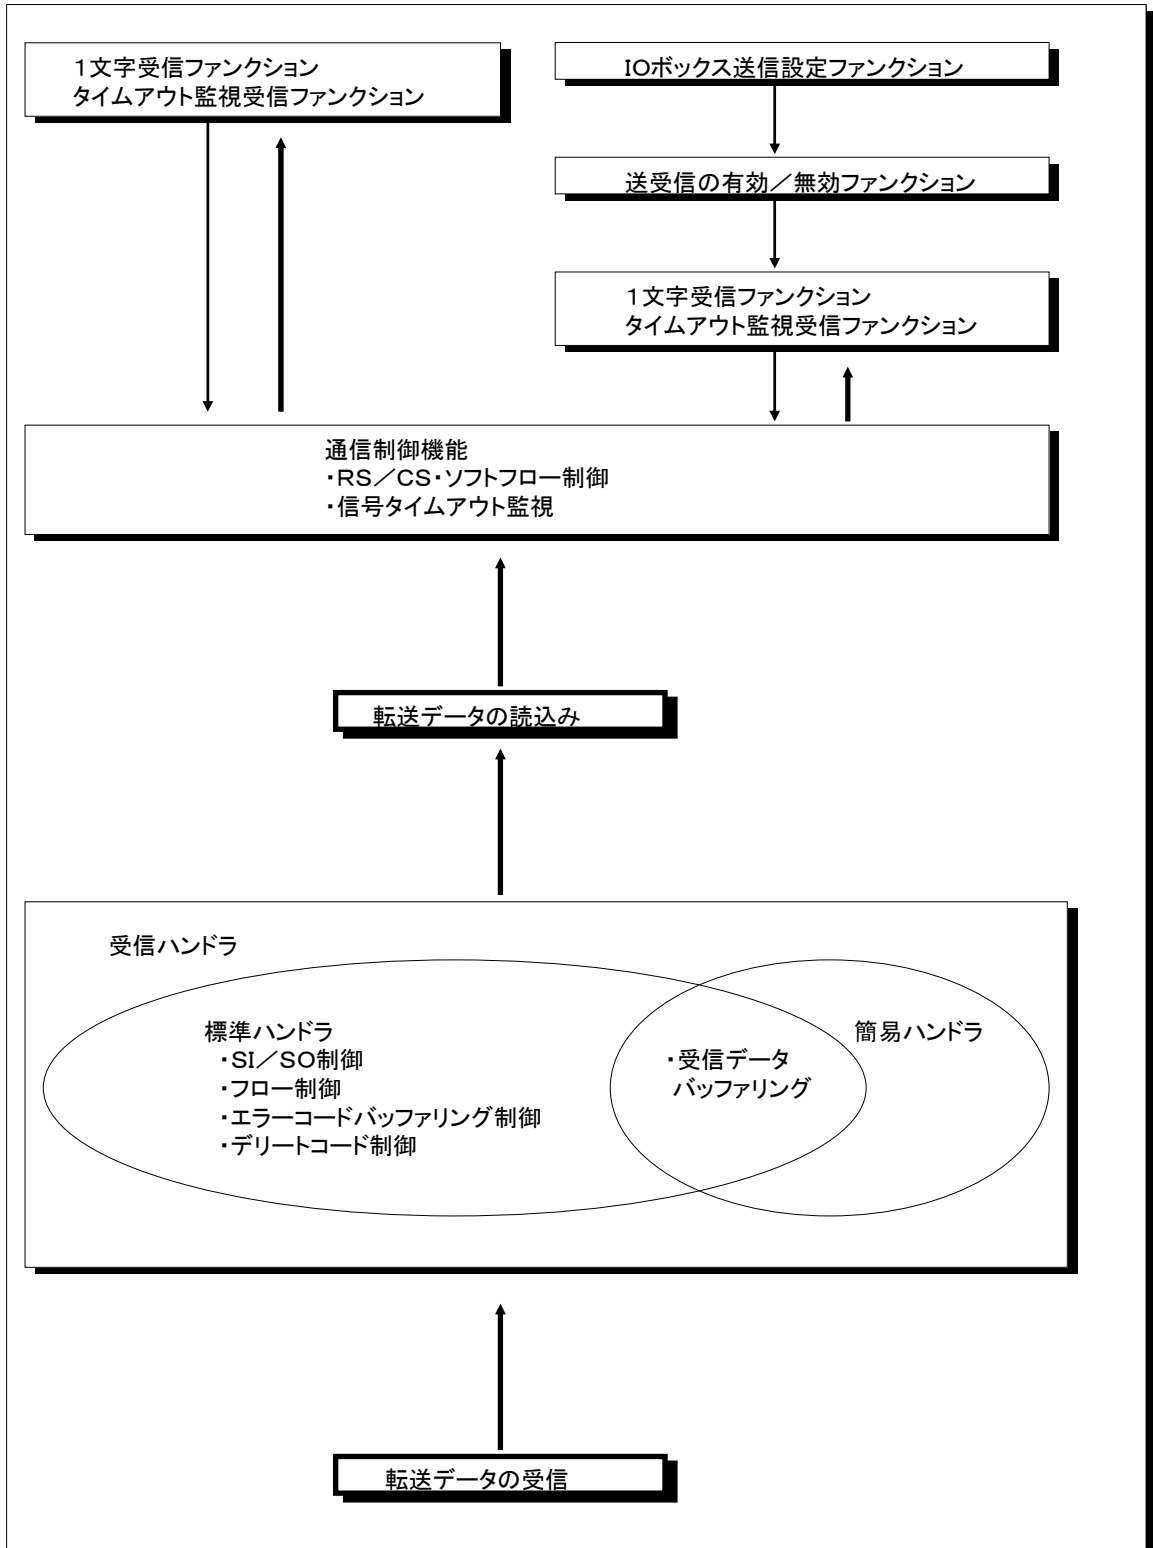 １文字受信ファンクション
タイムアウト監視受信ファンクション
IOボックス送信設定ファンクション
送受信の有効／無効ファンクション
１文字受信ファンクション
タイムアウト監視受信ファンクション
通信制御機能
・RS／CS・ソフトフロー制御
・信号タイムアウト監視
転送データの読込み
受信ハンドラ
標準ハンドラ
・SI／SO制御
・フロー制御
・エラーコードバッファリング制御
・デリートコード制御
・受信データ
バッファリング
簡易ハンドラ
転送データの受信